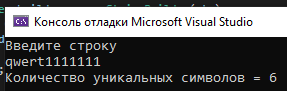 Консоль отладки Microsoft Visual Studio
Введите строку
qwert1111111
Количество уникальных символов = 6